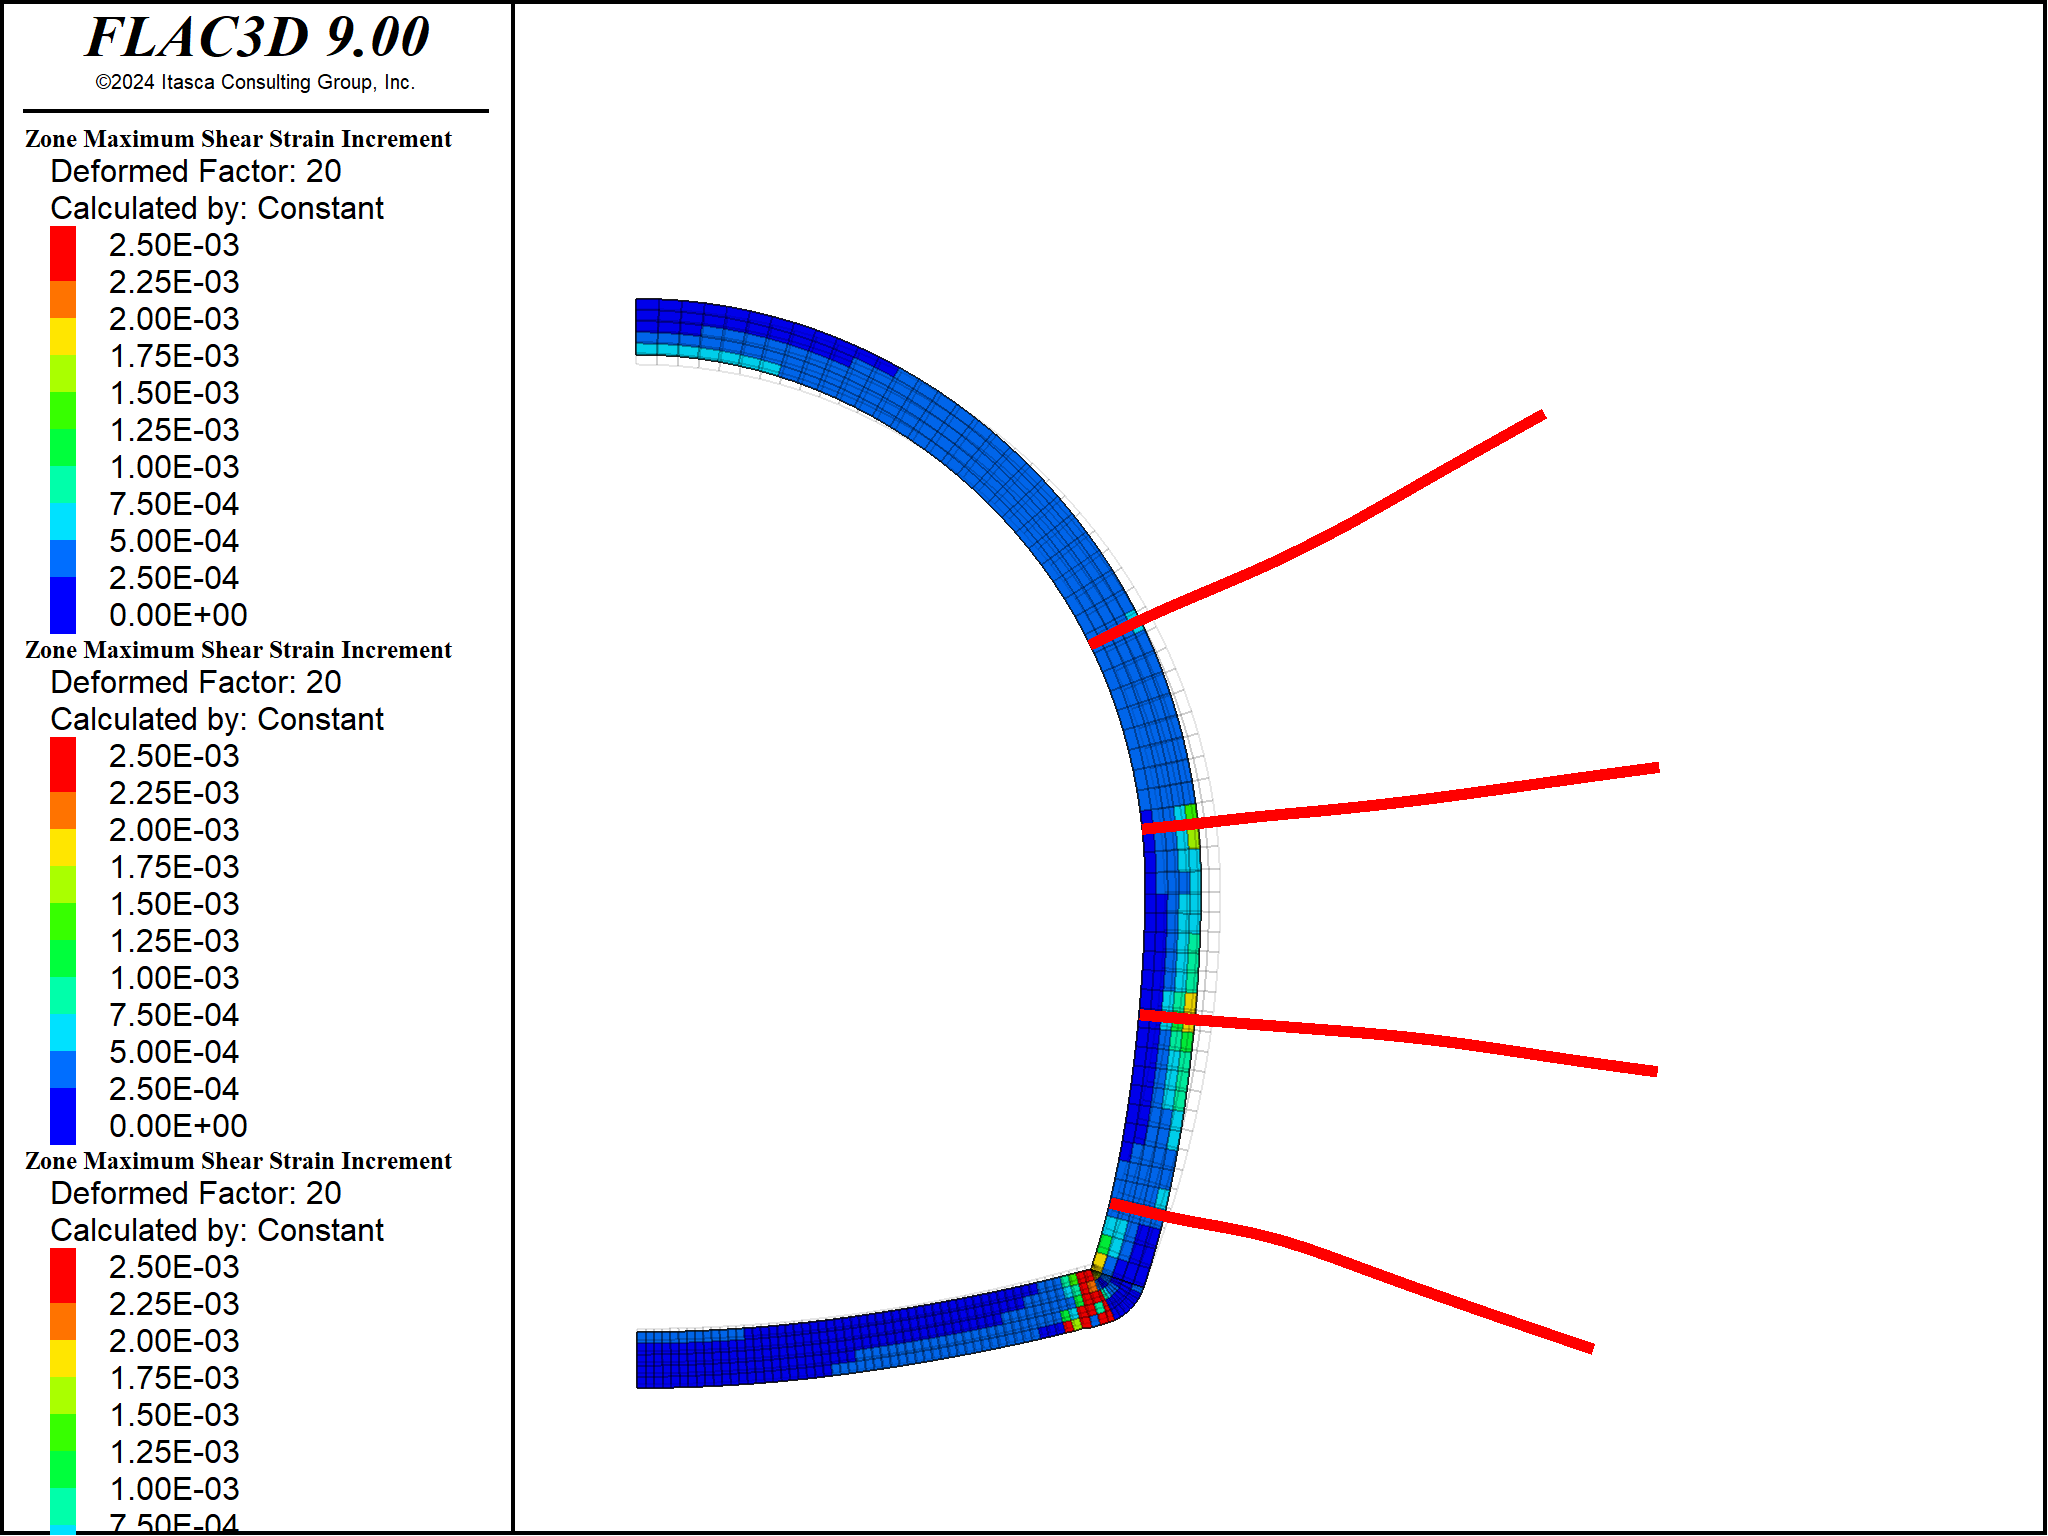 FLAC3D 9.00
©2024 Itasca Consulting Group, Inc.
Zone Maximum Shear Strain Increment
Deformed Factor: 20
Calculated by: Constant
2.50E-03
2.25E-03
2.00E-03
1.75E-03
1.50E-03
1.25E-03
1.00E-03
7.50E-04
5.00E-04
2.50E-04
0.00E+00
Zone Maximum Shear Strain Increment
Deformed Factor: 20
Calculated by: Constant
2.50E-03
2.25E-03
2.00E-03
1.75E-03
1.50E-03
1.25E-03
1.00E-03
7.50E-04
5.00E-04
2.50E-04
0.00E+00
Zone Maximum Shear Strain Increment
Deformed Factor: 20
Calculated by: Constant
2.50E-03
2.25E-03
2.00E-03
1.75E-03
1.50E-03
1.25E-03
1.00E-03
7.50E-04